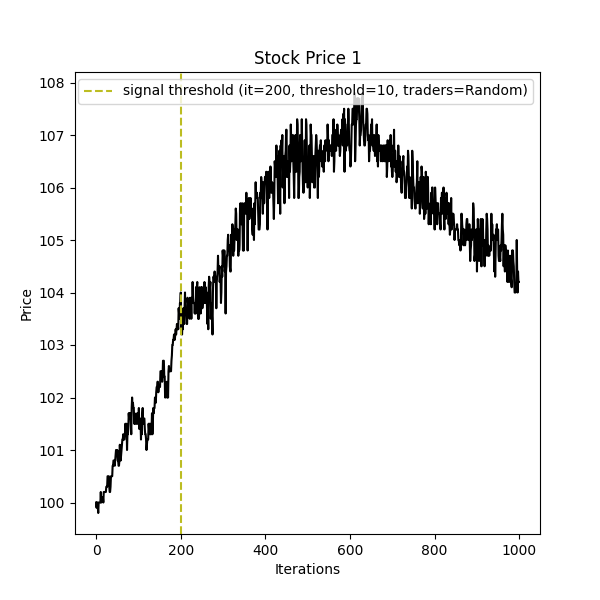 Stock Price 1
signal threshold (it=200, threshold=10, traders=Random)
108
107
106
105
104
103
102
101
100
Price
0 200 400 600 800 1000
Iterations